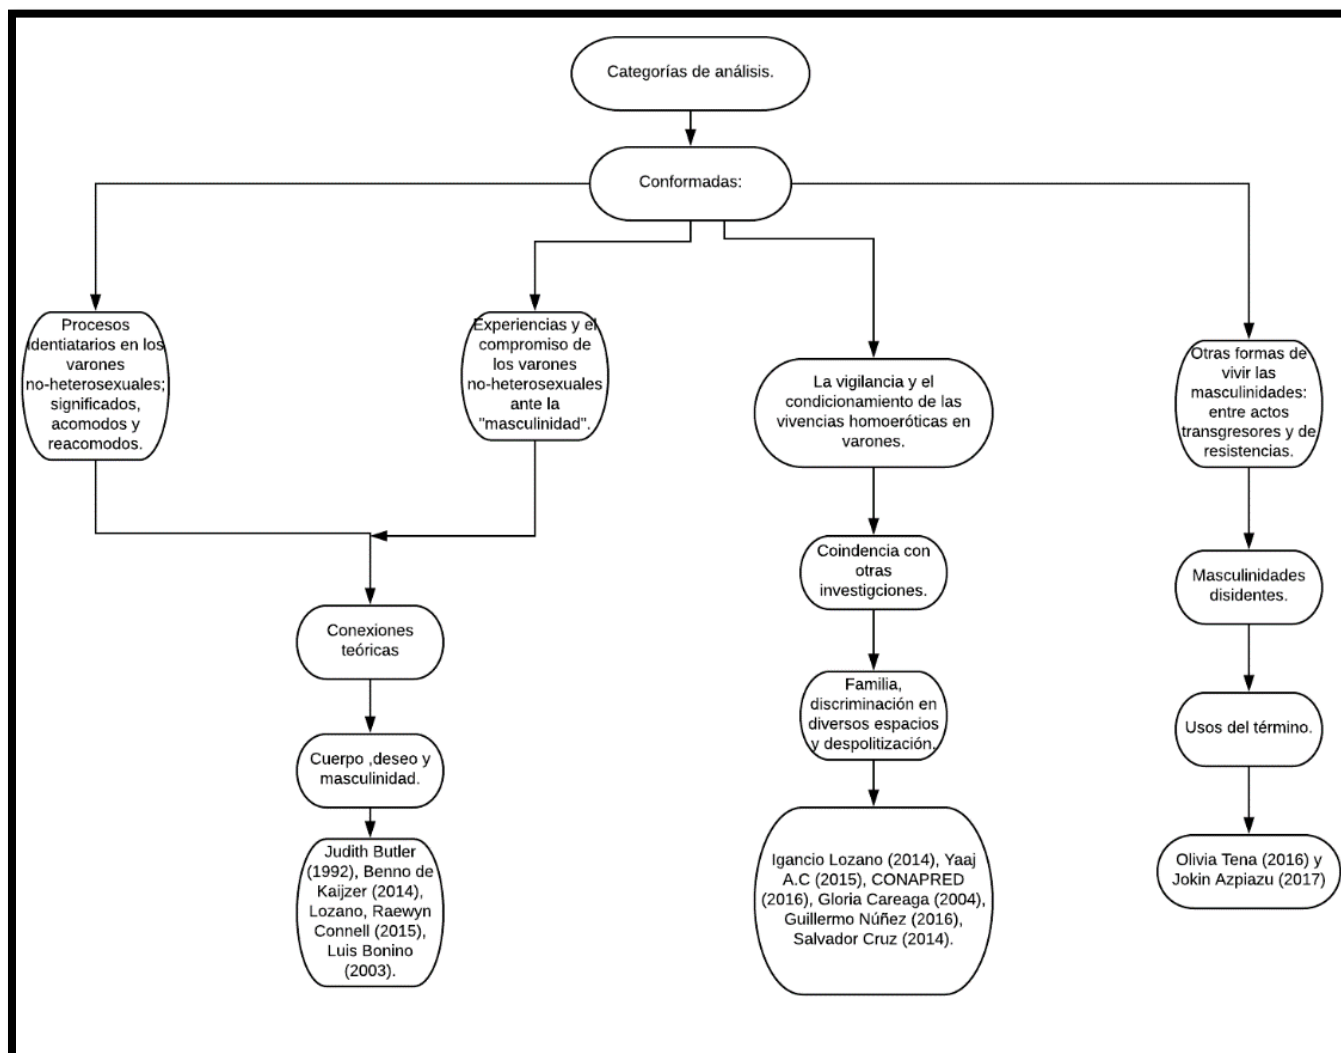 Categorías de análisis.
Conformadas:
Procesos
identiatarios en los
varones
no-heterosexuales;
significados,
acomodos y
reacomodos.
Experiencias y el
compromiso de
los varones
no-heterosexuales
ante la
"masculinidad".
La vigilancia y el
condicionamiento de las
vivencias homoeróticas en
varones.
Otras formas de
vivir las
masculinidades:
entre actos
transgresores y de
resistencias.
Conexiones
teóricas
Cuerpo ,deseo y
masculinidad.
Judith Butler
(1992), Benno de
Kaijzer (2014),
Lozano, Raewyn
Connell (2015),
Luis Bonino
(2003).
Coindencia con
otras
investigciones.
Familia,
discriminación en
diversos espacios
y despolitización.
Igancio Lozano (2014), Yaaj
A.C (2015), CONAPRED
(2016), Gloria Careaga (2004),
Guillermo Núñez (2016),
Salvador Cruz (2014).
Masculinidades
disidentes.
Usos del término.
Olivia Tena (2016) y
Jokin Azpiazu (2017)